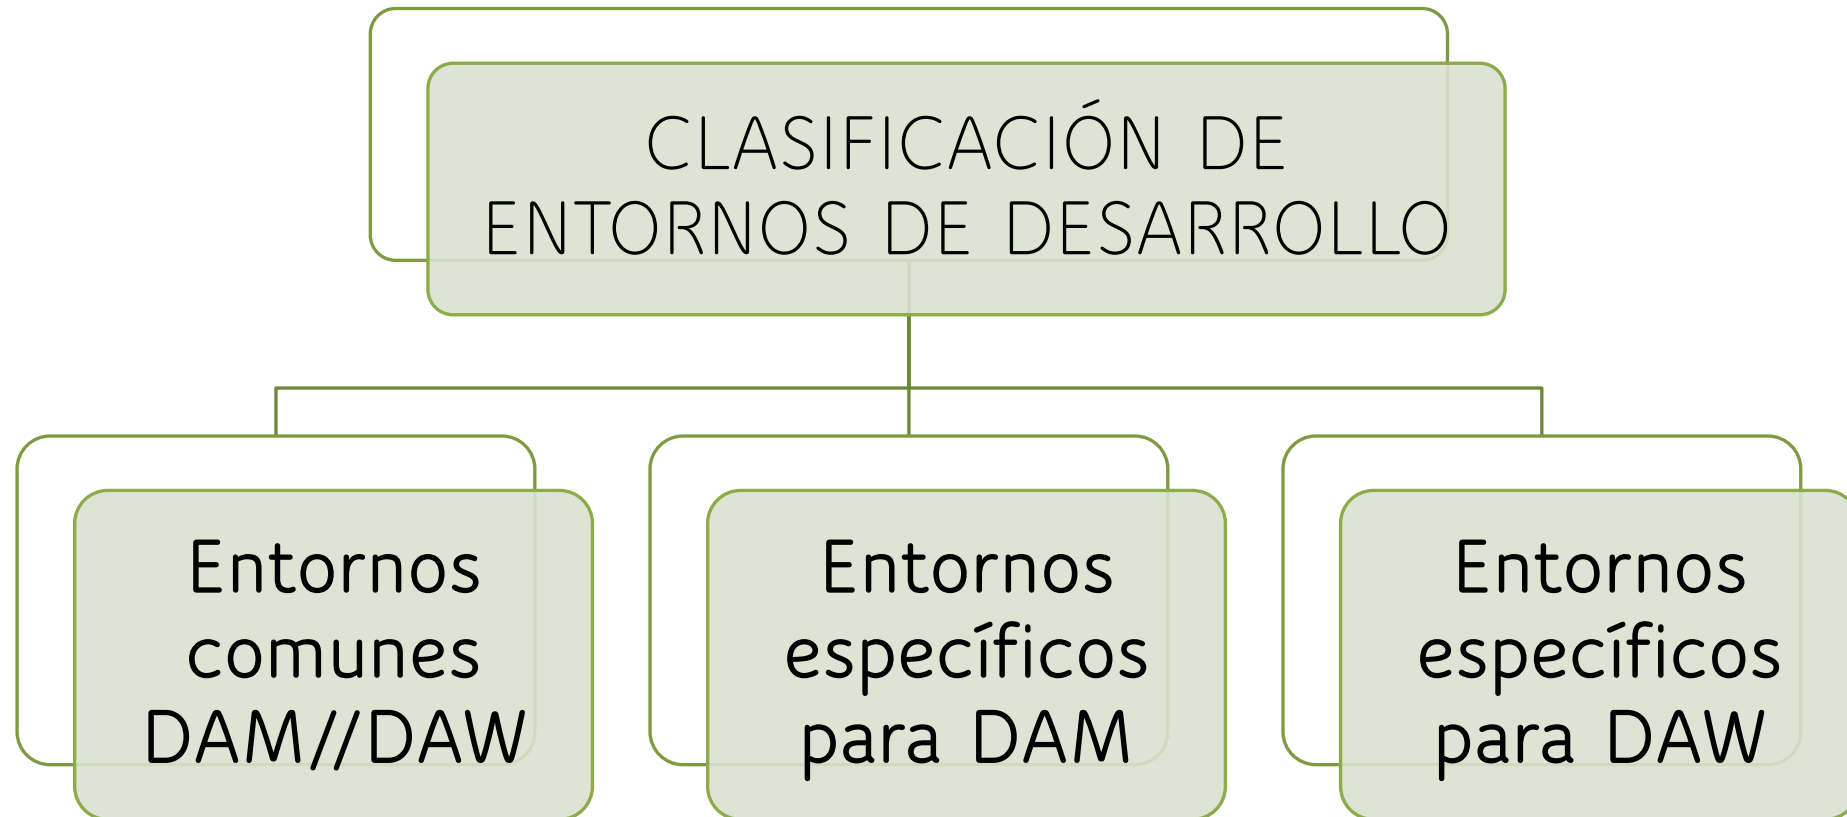 CLASIFICACIÓN DE
ENTORNOS DE DESARROLLO
Entornos
comunes
DAM//DAW
Entornos
específicos
para DAM
Entornos
específicos
para DAW